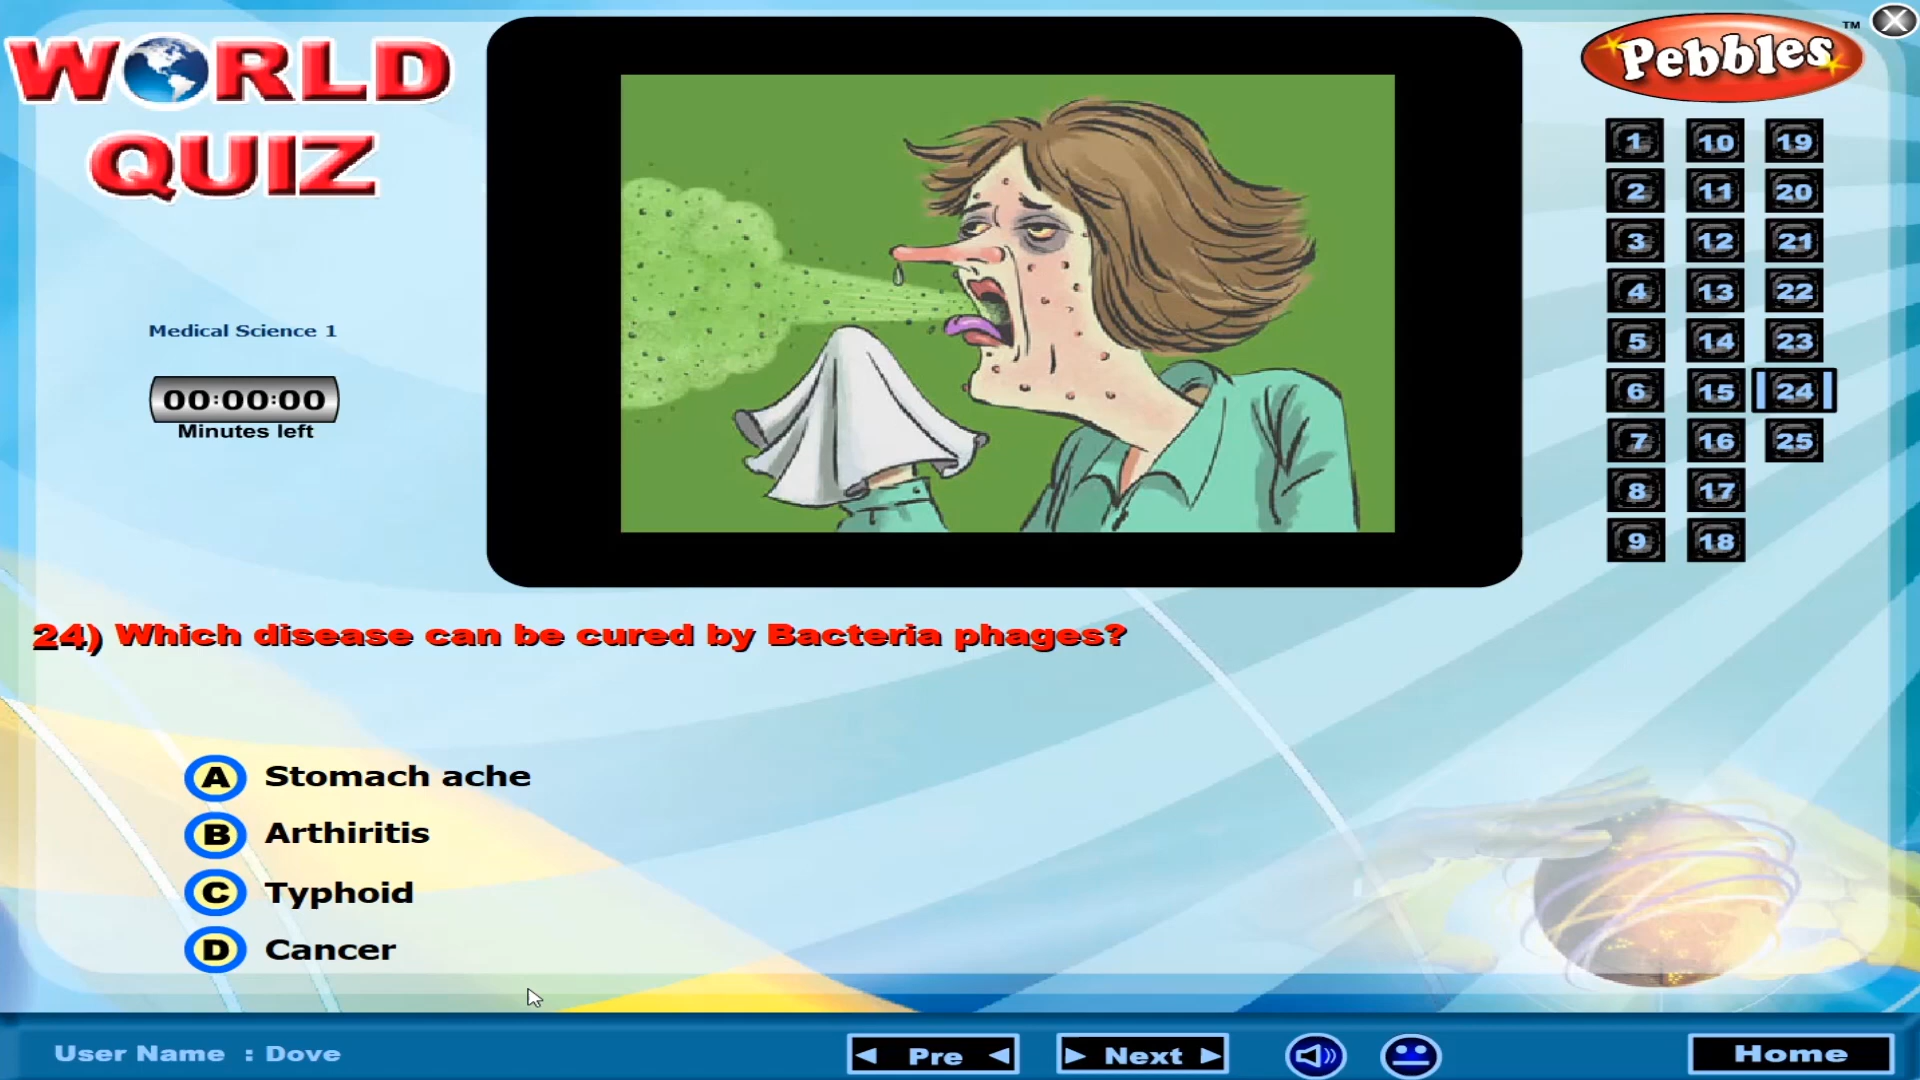 WORLD
QUIZ
Medical Science 1
00:00:00
Minutes left
Pebbles™
1 10 19
2 11 20
3 12 21
4 13 22
5 14 23
6 15 24
7 16 25
8 17
9 18
24) Which disease can be cured by Bacteria phages?
A Stomach ache
B Arthiritis
C Typhoid
D Cancer
User Name : Dove
Pre
Next
Home